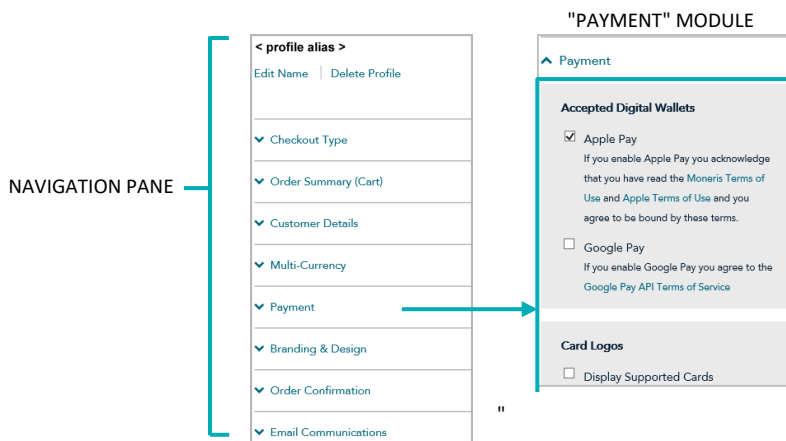 "PAYMENT" MODULE
< profile alias >
Edit Name | Delete Profile
NAVIGATION PANE
Checkout Type
Order Summary (Cart)
Customer Details
Multi-Currency
Payment
Branding & Design
Order Confirmation
Email Communications
Payment
Accepted Digital Wallets
Apple Pay
If you enable Apple Pay you acknowledge
that you have read the Moneris Terms of
Use and Apple Terms of Use and you
agree to be bound by these terms.
Google Pay
If you enable Google Pay you agree to the
Google Pay API Terms of Service
Card Logos
Display Supported Cards
"